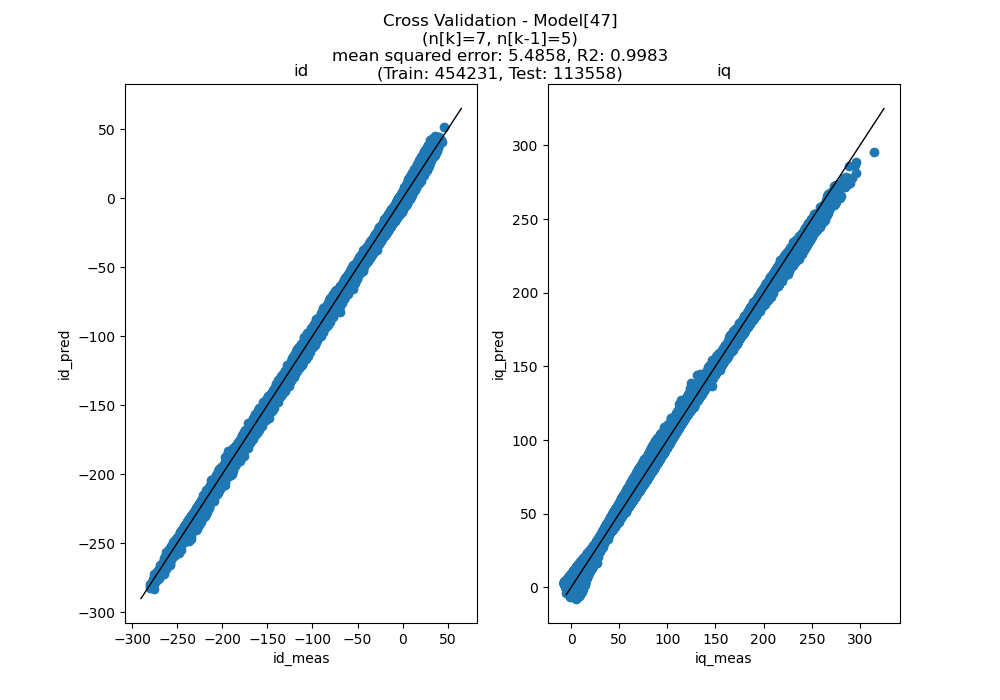 Cross Validation - Model[47]
(n[k]=7, n[k-1]=5)
mean squared error: 5.4858, R2: 0.9983
(Train: 454231, Test: 113558)
id
50
0
−50
−100
−150
−200
−250
−300
id_pred
−300 −250 −200 −150 −100 −50 0 50
id_meas
iq
300
250
200
150
100
50
0
iq_pred
0 50 100 150 200 250 300
iq_meas